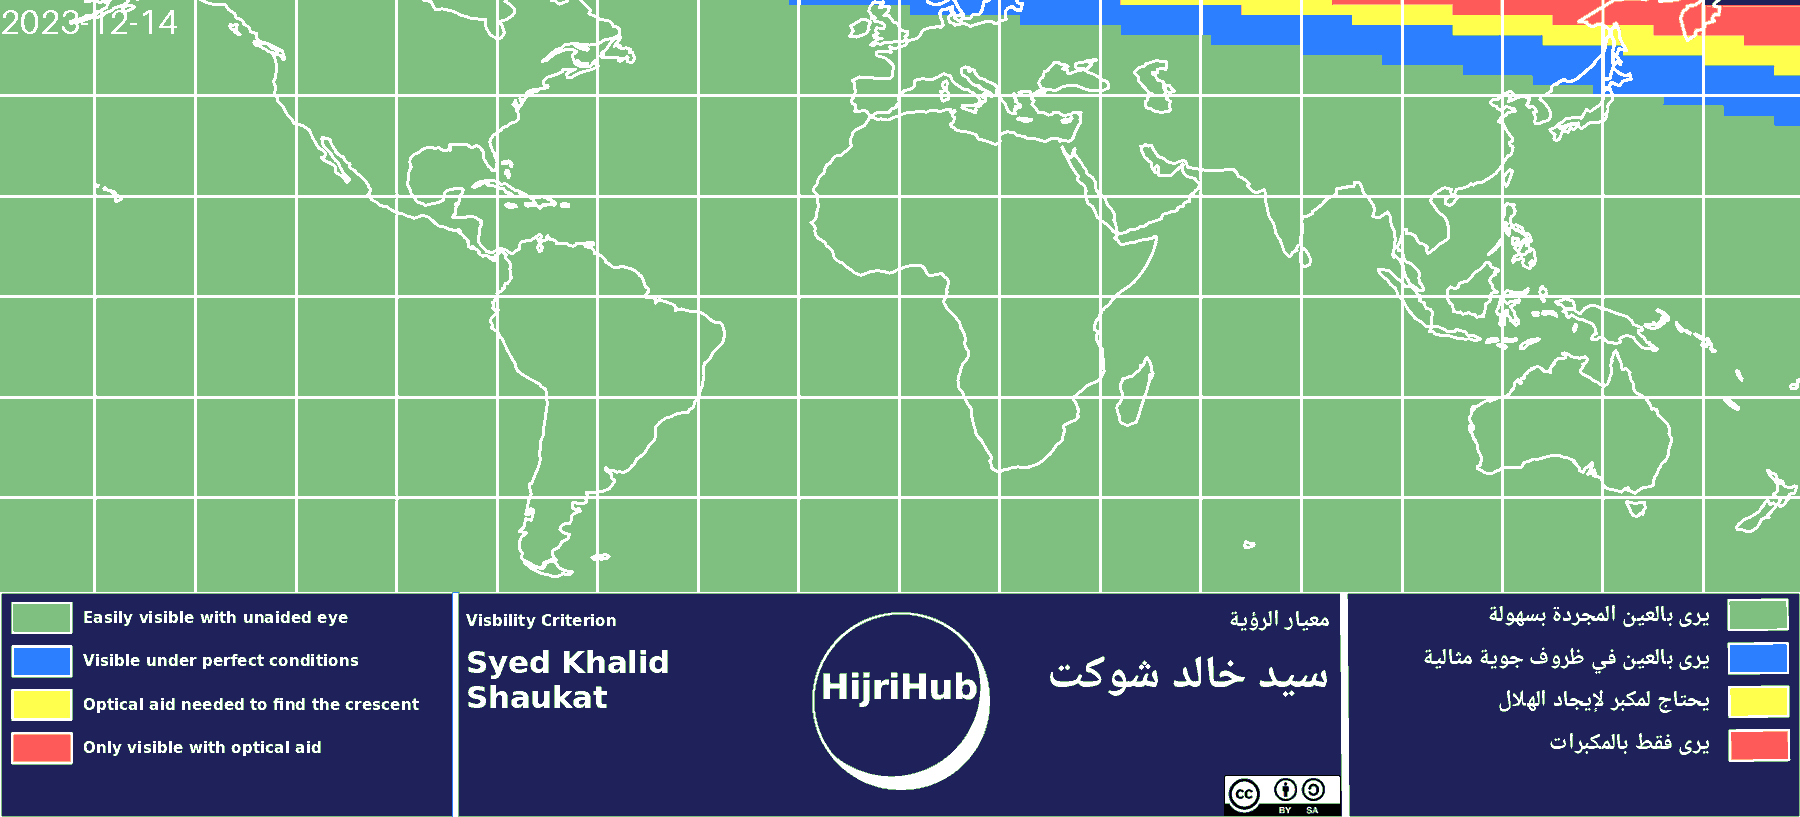 2023-12-14
Easily visible with unaided eye
Visible under perfect conditions
Optical aid needed to find the crescent
Only visible with optical aid
Visbility Criterion
Syed Khalid
Shaukat
HijriHub
معيار الرؤية
سيد خالد شوكت
cc
BY SA
يرى بالعين المجردة بسهولة
يرى بالعين في ظروف جوية مثالية
يحتاج لمكبر لإيجاد الهلال
يرى فقط بالمكبرات